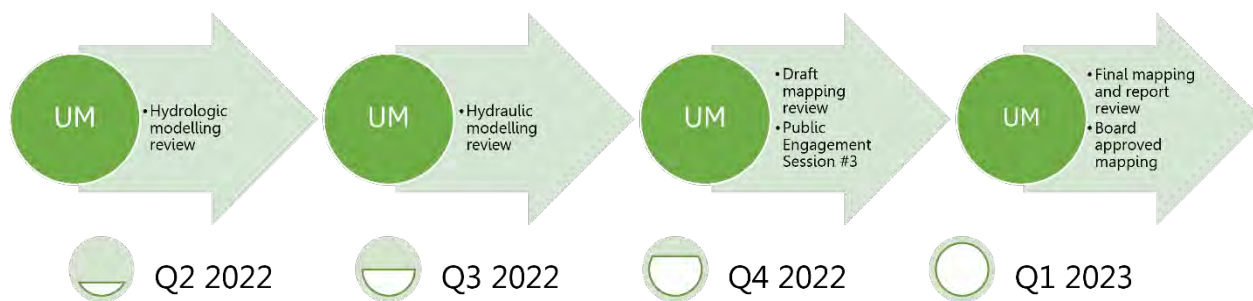 UM
•Hydrologic
modelling
review
UM
•Hydraulic
modelling
review
UM
•Draft
mapping
review
•Public
Engagement
Session #3
UM
•Final mapping
and report
review
•Board
approved
mapping
Q2 2022
Q3 2022
Q4 2022
Q1 2023